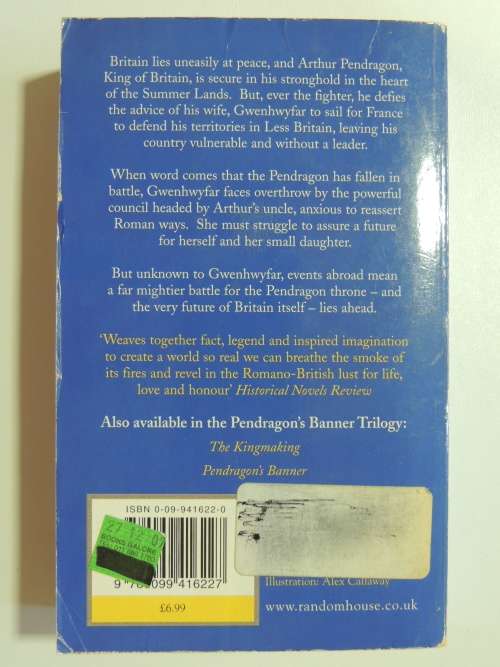 Britain lies uneasily at peace, and Arthur Pendragon,
King of Britain, is secure in his stronghold in the heart
of the Summer Lands. But, ever the fighter, he defies
the advice of his wife, Gwenhwyfar to sail for France
to defend his territories in Less Britain, leaving his
country vulnerable and without a leader.
When word comes that the Pendragon has fallen in
battle, Gwenhwyfar faces overthrow by the powerful
council headed by Arthur's uncle, anxious to reassert
Roman ways. She must struggle to assure a future
for herself and her small daughter.
But unknown to Gwenhwyfar, events abroad mean
a far mightier battle for the Pendragon throne – and
the very future of Britain itself – lies ahead.
'Weaves together fact, legend and inspired imagination
to create a world so real we can breathe the smoke of
its fires and revel in the Romano-British lust for life,
love and honour' Historical Novels Review
Also available in the Pendragon's Banner Trilogy:
The Kingmaking
Pendragon's Banner
ISBN 0-09-941622-0
BOOKS GALORE
099 416227
£6.99
Illustration: Alex Callaway
www.randomhouse.co.uk